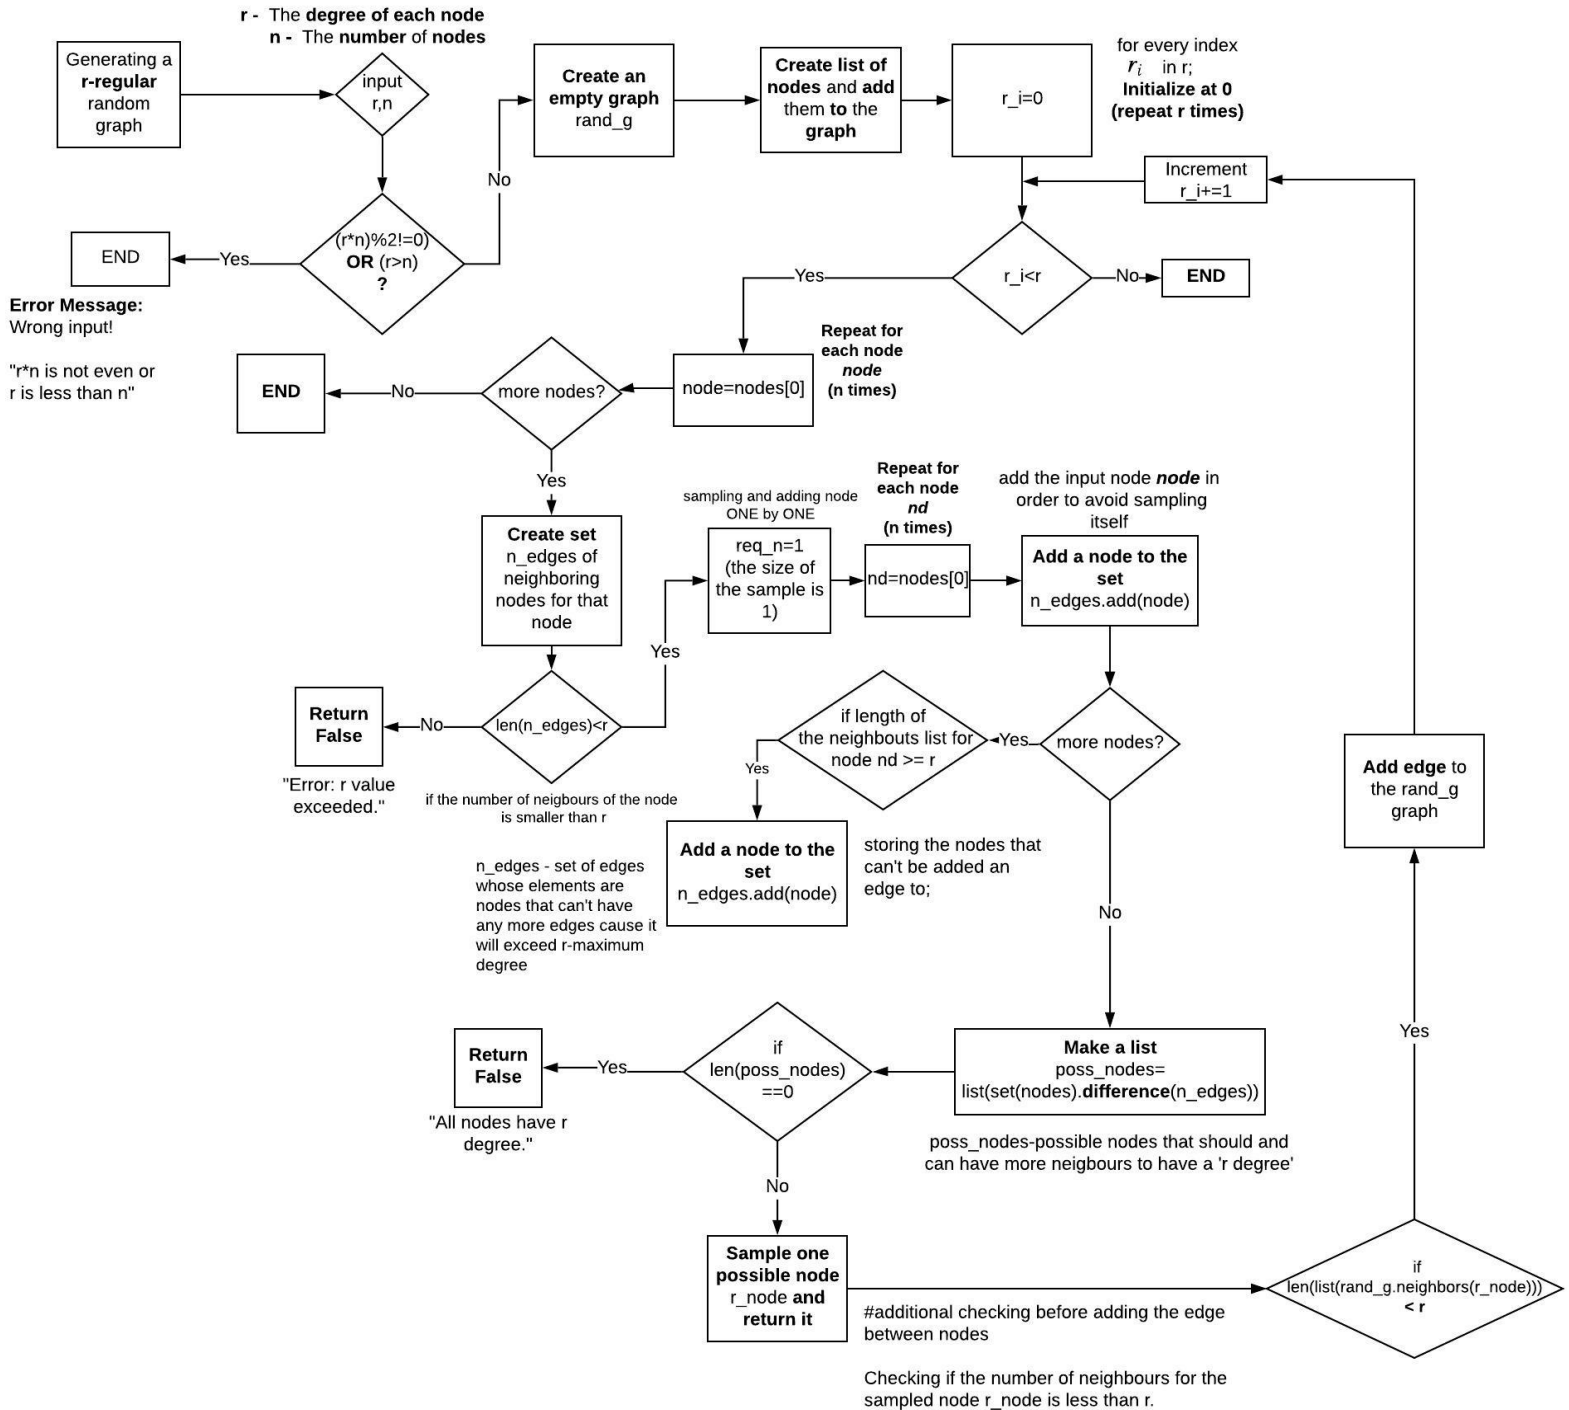 r - The degree of each node
n - The number of nodes
Generating a
r-regular
random
graph
input
r,n
Create an
empty graph
rand_g
Create list of
nodes and add
them to the
graph
r_i=0
for every index
r_i in r;
Initialize at 0
(repeat r times)
Increment
r_i+=1
No
(r*n)%2!=0)
OR (r>n)
?
Yes
END
Error Message:
Wrong input!
"r*n is not even or
r is less than n"
r_i<r
No
END
Yes
Repeat for
each node
node
(n times)
node=nodes[0]
more nodes?
No
END
Yes
Create set
n_edges of
neighboring
nodes for that
node
sampling and adding node
ONE by ONE
req_n=1
(the size of
the sample is
1)
Repeat for
each node
nd
(n times)
nd=nodes[0]
add the input node node in
order to avoid sampling
itself
Add a node to the
set
n_edges.add(node)
Yes
len(n_edges)<r
No
Return
False
"Error: r value
exceeded."
if the number of neigbours of the node
is smaller than r
n_edges - set of edges
whose elements are
nodes that can't have
any more edges cause it
will exceed r-maximum
degree
more nodes?
Yes
if length of
the neighbouts list for
node nd >= r
Yes
Add a node to the
set
n_edges.add(node)
storing the nodes that
can't be added an
edge to;
No
Add edge to
the rand_g
graph
Yes
Make a list
poss_nodes=
list(set(nodes).difference(n_edges))
poss_nodes-possible nodes that should and
can have more neigbours to have a 'r degree'
if
len(poss_nodes)
==0
Yes
Return
False
"All nodes have r
degree."
No
Sample one
possible node
r_node and
return it
#additional checking before adding the edge
between nodes
Checking if the number of neighbours for the
sampled node r_node is less than r.
if
len(list(rand_g.neighbors(r_node)))
< r